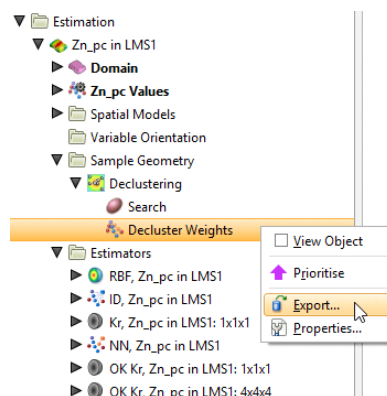 Estimation
Zn_pc in LMS1
Domain
Zn_pc Values
Spatial Models
Variable Orientation
Sample Geometry
Declustering
Search
Decluster Weights
View Object
Prioritise
Export...
Properties...
Estimators
RBF, Zn_pc in LMS1
ID, Zn_pc in LMS1
Kr, Zn_pc in LMS1: 1x1x1
NN, Zn_pc in LMS1
OK Kr, Zn_pc in LMS1: 1x1x1
OK Kr, Zn_pc in LMS1: 4x4x4